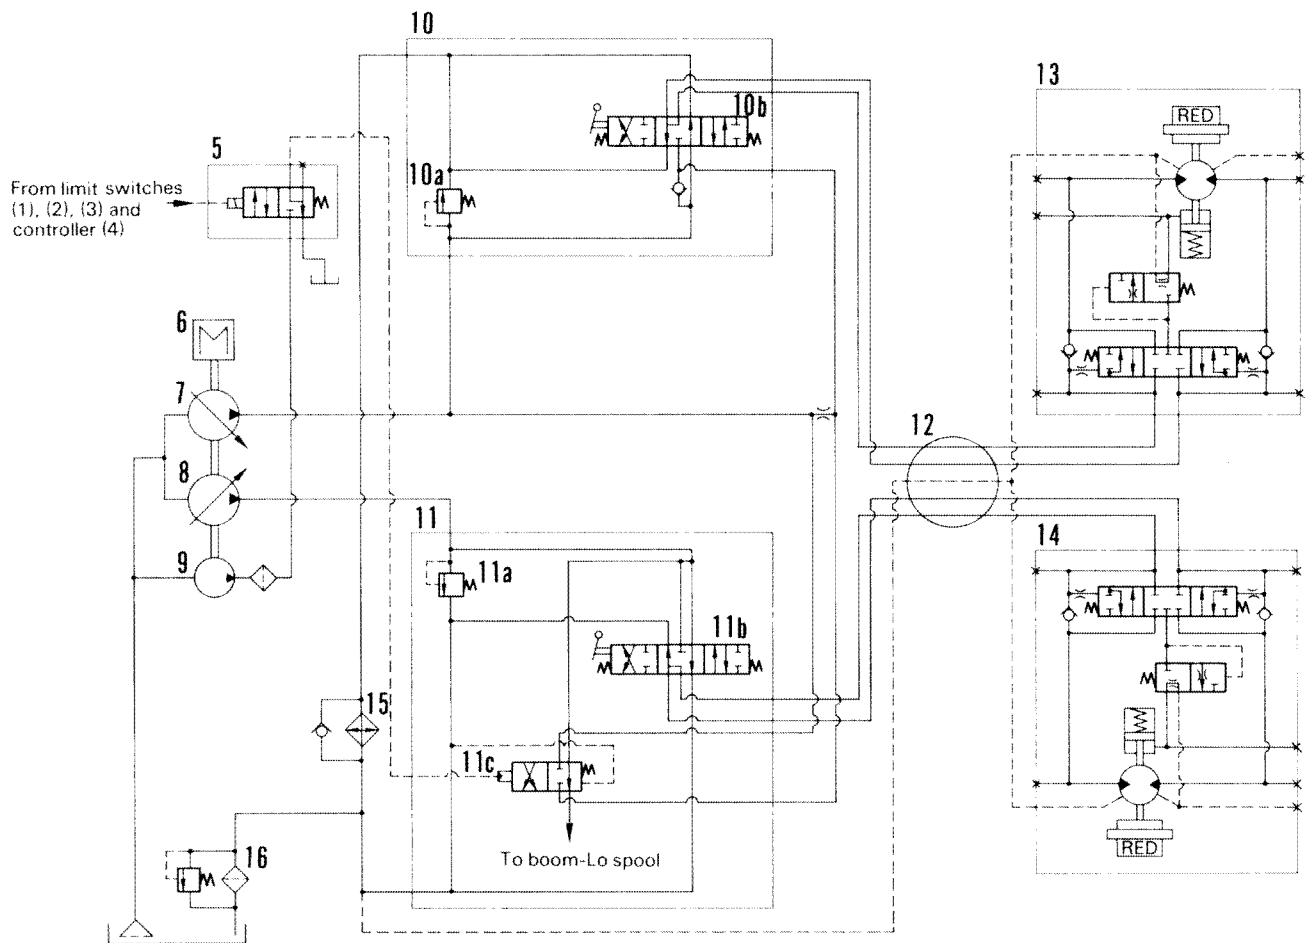 10
13
10b
RED
5
10a
From limit switches
(1), (2), (3) and
controller (4)
6
7
12
8
11
14
9
11a
11b
15
11c
16
To boom-Lo spool
RED